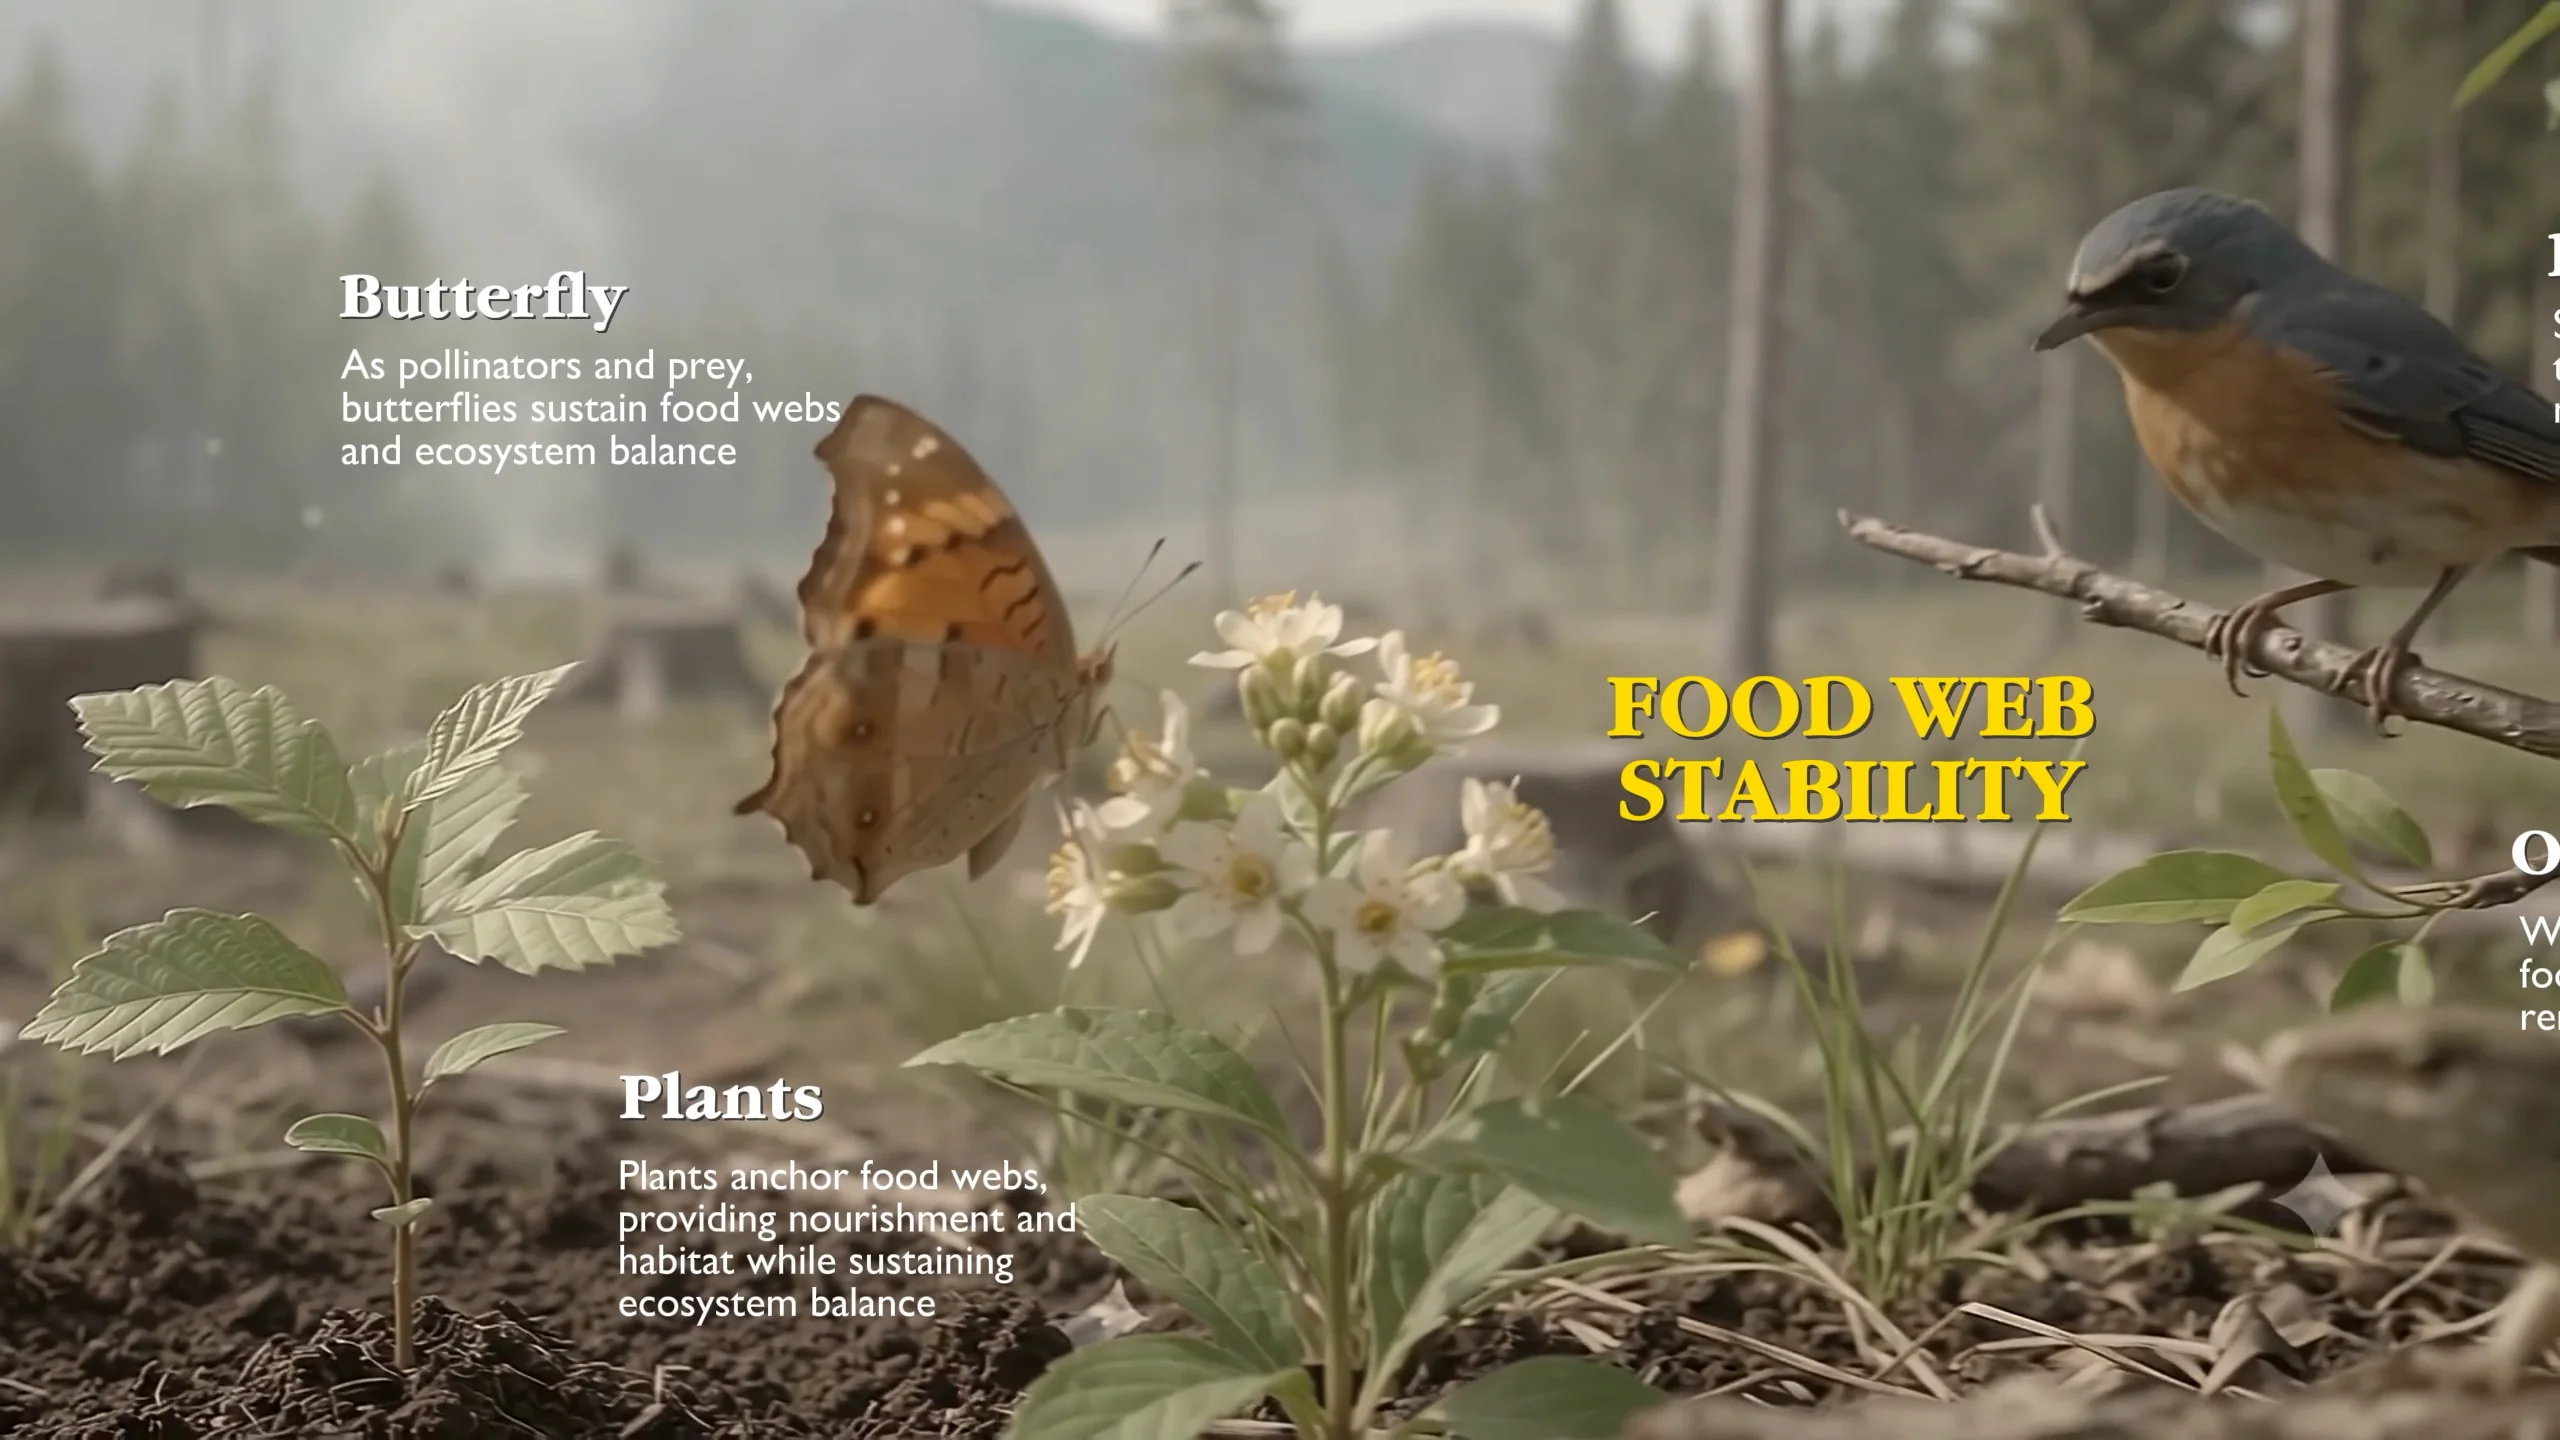 Butterfly
As pollinators and prey,
butterflies sustain food webs
and ecosystem balance
FOOD WEB
STABILITY
Plants
Plants anchor food webs,
providing nourishment and
habitat while sustaining
ecosystem balance